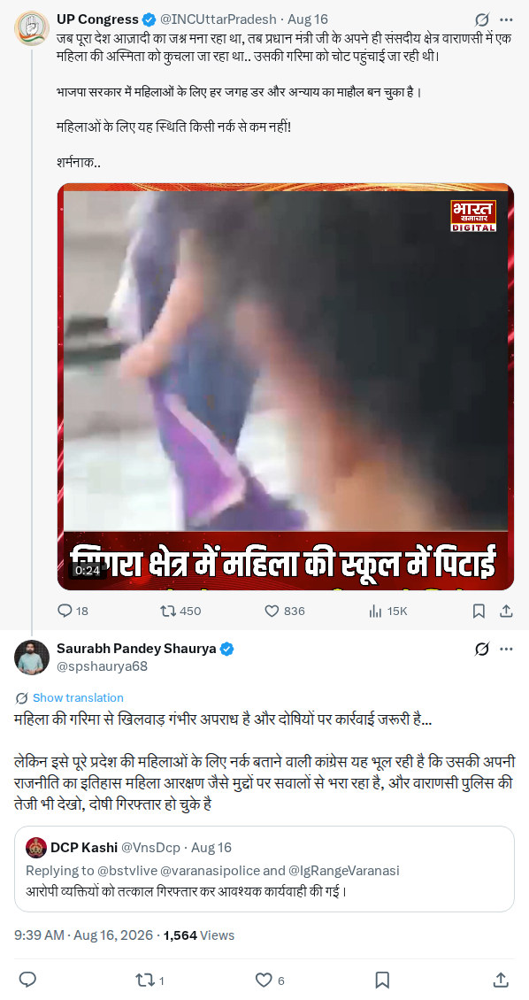 UP Congress @INCUttarPradesh · Aug 16
जब पूरा देश आज़ादी का जश्न मना रहा था, तब प्रधान मंत्री जी के अपने ही संसदीय क्षेत्र वाराणसी में एक
महिला की अस्मिता को कुचला जा रहा था.. उसकी गरिमा को चोट पहुंचाई जा रही थी।
भाजपा सरकार में महिलाओं के लिए हर जगह डर और अन्याय का माहौल बन चुका है।
महिलाओं के लिए यह स्थिति किसी नर्क से कम नहीं!
शर्मनाक..
भारत
समाचार
DIGITAL
सिगरा क्षेत्र में महिला की स्कूल में पिटाई
0:24
18 450 836 15K
Saurabh Pandey Shaurya
@spshaurya68
Show translation
महिला की गरिमा से खिलवाड़ गंभीर अपराध है और दोषियों पर कार्रवाई जरूरी है...
लेकिन इसे पूरे प्रदेश की महिलाओं के लिए नर्क बताने वाली कांग्रेस यह भूल रही है कि उसकी अपनी
राजनीति का इतिहास महिला आरक्षण जैसे मुद्दों पर सवालों से भरा रहा है, और वाराणसी पुलिस की
तेजी भी देखो, दोषी गिरफ्तार हो चुके है
DCP Kashi @VnsDcp · Aug 16
Replying to @bstvlive @varanasipolice and @IgRangeVaranasi
आरोपी व्यक्तियों को तत्काल गिरफ्तार कर आवश्यक कार्यवाही की गई।
9:39 AM · Aug 16, 2026 · 1,564 Views
1 6